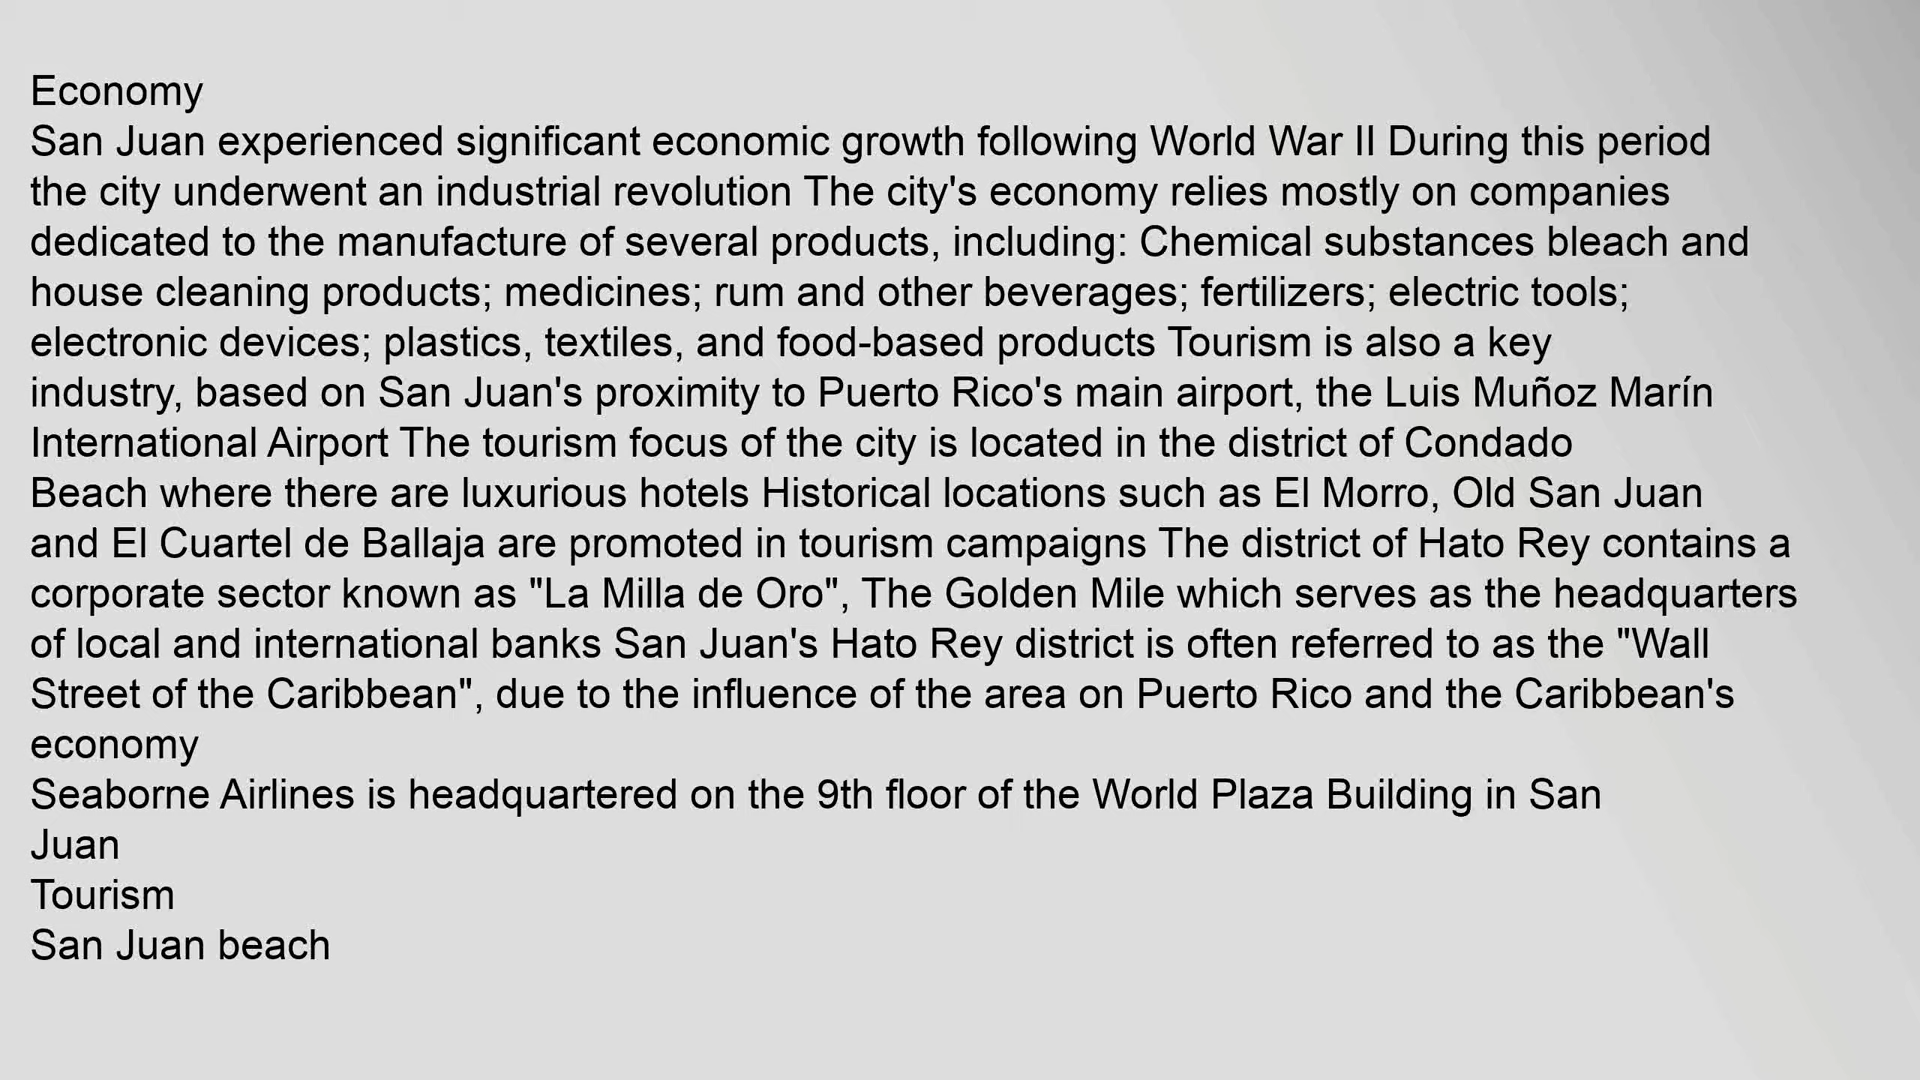 Economy
San Juan experienced significant economic growth following World War II During this period
the city underwent an industrial revolution The city's economy relies mostly on companies
dedicated to the manufacture of several products, including: Chemical substances bleach and
house cleaning products; medicines; rum and other beverages; fertilizers; electric tools;
electronic devices; plastics, textiles, and food-based products Tourism is also a key
industry, based on San Juan's proximity to Puerto Rico's main airport, the Luis Muñoz Marín
International Airport The tourism focus of the city is located in the district of Condado
Beach where there are luxurious hotels Historical locations such as El Morro, Old San Juan
and El Cuartel de Ballaja are promoted in tourism campaigns The district of Hato Rey contains a
corporate sector known as "La Milla de Oro", The Golden Mile which serves as the headquarters
of local and international banks San Juan's Hato Rey district is often referred to as the "Wall
Street of the Caribbean", due to the influence of the area on Puerto Rico and the Caribbean's
economy
Seaborne Airlines is headquartered on the 9th floor of the World Plaza Building in San
Juan
Tourism
San Juan beach